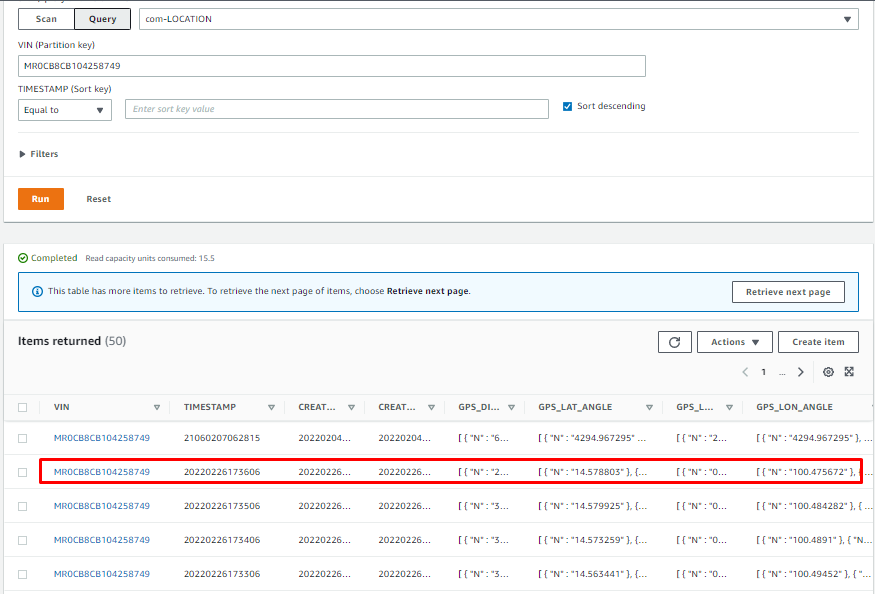 Scan Query com-LOCATION
VIN (Partition key)
MR0CB8CB104258749
TIMESTAMP (Sort key)
Equal to Enter sort key value Sort descending
Filters
Run Reset
Completed Read capacity units consumed: 15.5
This table has more items to retrieve. To retrieve the next page of items, choose Retrieve next page. Retrieve next page
Items returned (50) Actions Create item
1 ...
VIN TIMESTAMP CREAT... CREAT... GPS_DI... GPS_LAT_ANGLE GPS_L... GPS_LON_ANGLE
MR0CB8CB104258749 21060207062815 20220204... 20220204... [ { "N" : "6... [ { "N" : "4294.967295" ... [ { "N" : "2... [ { "N" : "4294.967295" }, ...
MR0CB8CB104258749 20220226173606 20220226... 20220226... [ { "N" : "2... [ { "N" : "14.578803" }, {... [ { "N" : "0... [ { "N" : "100.475672" }, {...
MR0CB8CB104258749 20220226173506 20220226... 20220226... [ { "N" : "3... [ { "N" : "14.579925" }, {... [ { "N" : "0... [ { "N" : "100.484282" }, { ...
MR0CB8CB104258749 20220226173406 20220226... 20220226... [ { "N" : "3... [ { "N" : "14.573259" }, {... [ { "N" : "0... [ { "N" : "100.4891" }, { "N...
MR0CB8CB104258749 20220226173306 20220226... 20220226... [ { "N" : "3... [ { "N" : "14.563441" }, {... [ { "N" : "0... [ { "N" : "100.49452" }, { "...